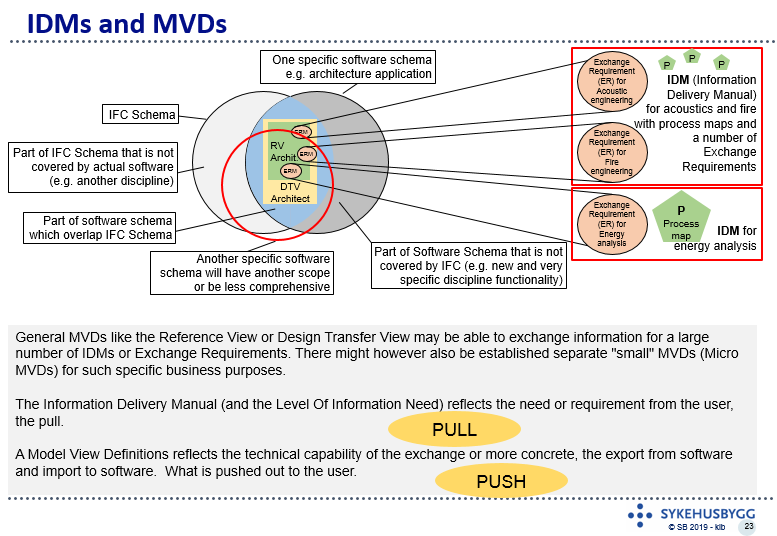 IDMs and MVDs
One specific software schema
e.g. architecture application
IFC Schema
Part of IFC Schema that is not
covered by actual software
(e.g. another discipline)
Part of software schema
which overlap IFC Schema
Another specific software
schema will have another scope
or be less comprehensive
Part of Software Schema that is not
covered by IFC (e.g. new and very
specific discipline functionality)
RV
Archit.
ERM
ERM
ERM
DTV
Architect
Exchange
Requirement
(ER) for
Acoustic
engineering
Exchange
Requirement
(ER) for
Fire
engineering
P
P
P
IDM (Information
Delivery Manual)
for acoustics and fire
with process maps and
a number of
Exchange
Requirements
Exchange
Requirement
(ER) for
Energy
analysis
P
Process
map
IDM for
energy analysis
General MVDs like the Reference View or Design Transfer View may be able to exchange information for a large
number of IDMs or Exchange Requirements. There might however also be established separate "small" MVDs (Micro
MVDs) for such specific business purposes.
The Information Delivery Manual (and the Level Of Information Need) reflects the need or requirement from the user,
the pull.
PULL
A Model View Definitions reflects the technical capability of the exchange or more concrete, the export from software
and import to software.  What is pushed out to the user.
PUSH
SYKEHUSBYGG
© SB 2019 - kib
23